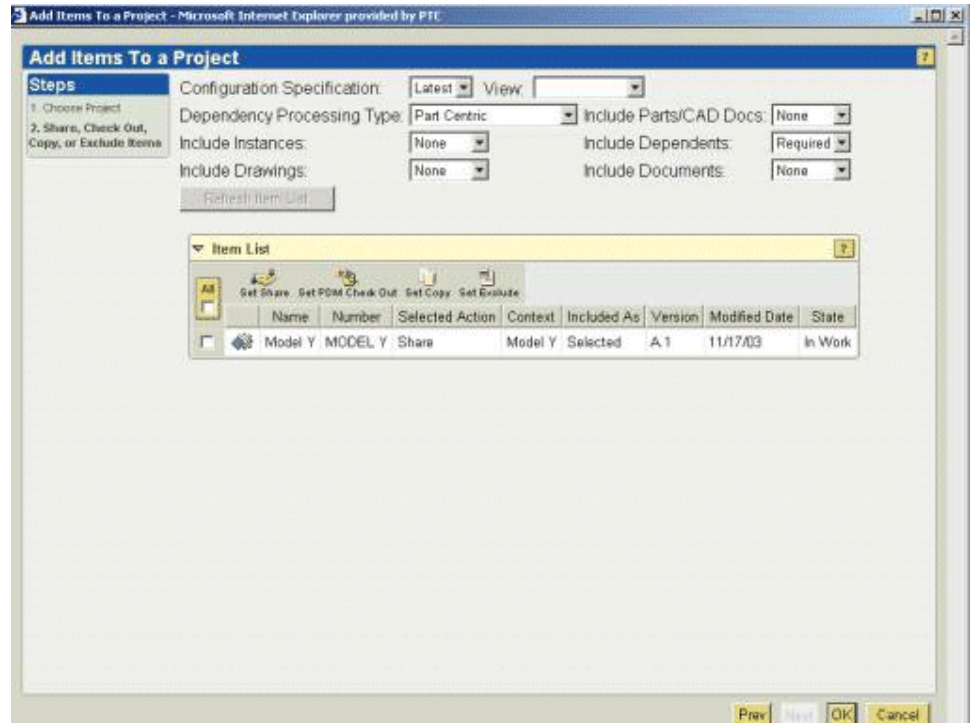 Add Items To a Project - Microsoft Internet Explorer provided by PTC
Add Items To a Project ?
Steps
1. Choose Project
2. Share, Check Out,
Copy, or Exclude Items
Configuration Specification: Latest View:
Dependency Processing Type: Part Centric Include Parts/CAD Docs: None
Include Instances: None Include Dependents: Required
Include Drawings: None Include Documents: None
Refresh Item List
Item List ?
All
Set Share Set PDM Check Out Set Copy Set Exclude
Name Number Selected Action Context Included As Version Modified Date State
Model Y MODEL Y Share Model Y Selected A.1 11/17/03 In Work
Prev Next OK Cancel